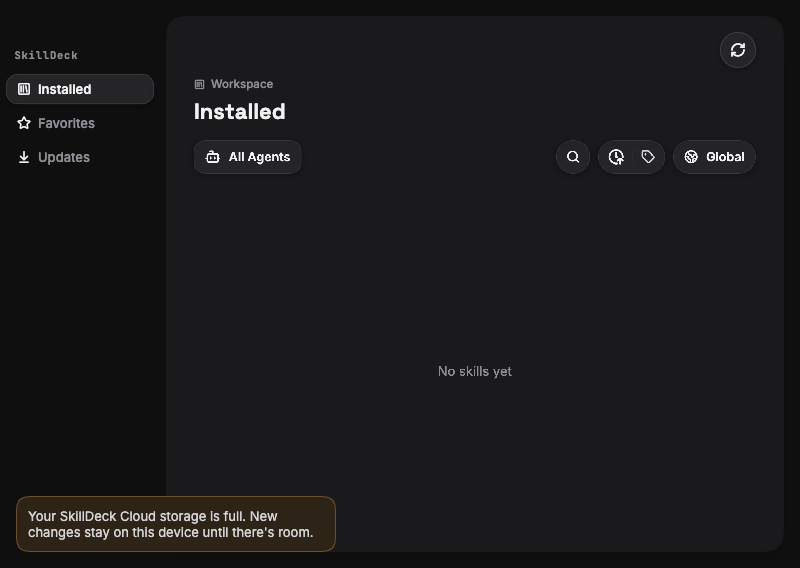 SkillDeck
Installed
Favorites
Updates
Workspace
Installed
All Agents
Global
No skills yet
Your SkillDeck Cloud storage is full. New
changes stay on this device until there's room.